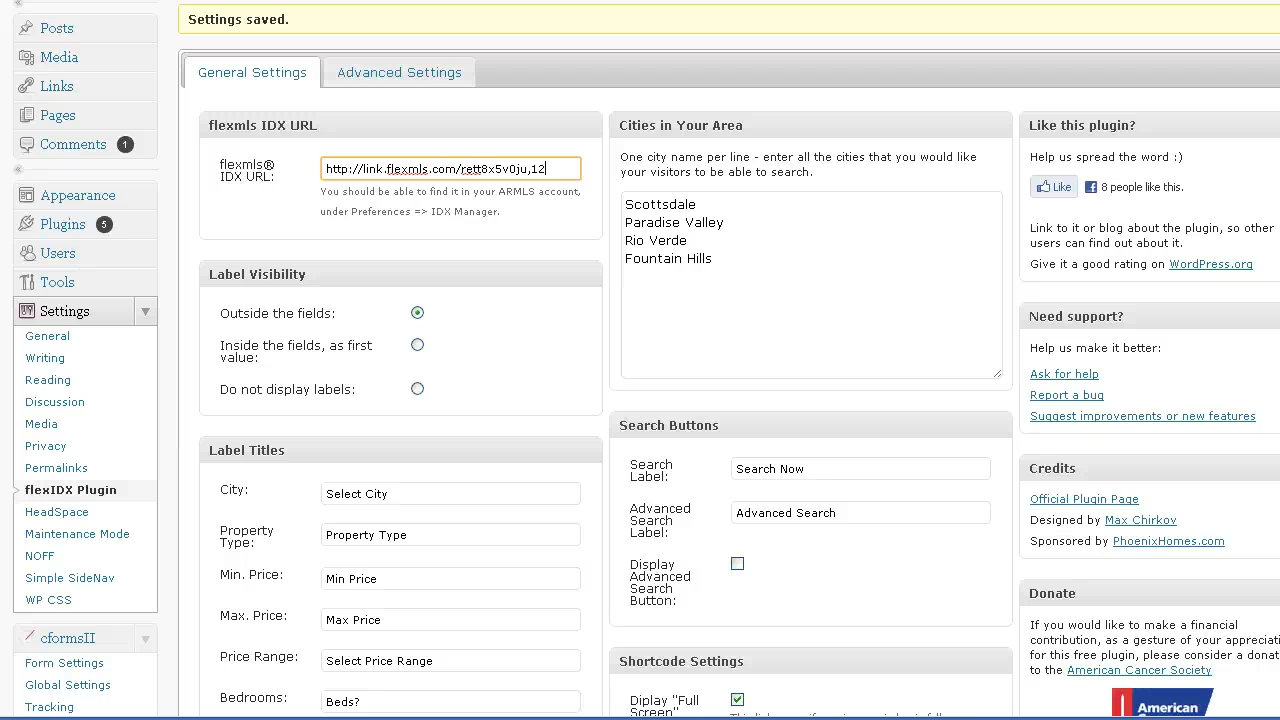 Settings saved.
Posts
Media
Links
Pages
Comments 1
Appearance
Plugins 5
Users
Tools
Settings
General
Writing
Reading
Discussion
Media
Privacy
Permalinks
flexIDX Plugin
HeadSpace
Maintenance Mode
NOFF
Simple SideNav
WP CSS
cformsII
Form Settings
Global Settings
Tracking
General Settings
Advanced Settings
flexmls IDX URL
flexmls®
IDX URL:
http://link.flexmls.com/rett8x5v0ju,12
You should be able to find it in your ARMLS account,
under Preferences => IDX Manager.
Label Visibility
Outside the fields:
Inside the fields, as first
value:
Do not display labels:
Label Titles
City:
Select City
Property
Type:
Property Type
Min. Price:
Min Price
Max. Price:
Max Price
Price Range:
Select Price Range
Bedrooms:
Beds?
Cities in Your Area
One city name per line - enter all the cities that you would like
your visitors to be able to search.
Scottsdale
Paradise Valley
Rio Verde
Fountain Hills
Search Buttons
Search
Label:
Search Now
Advanced
Search
Label:
Advanced Search
Display
Advanced
Search
Button:
Shortcode Settings
Diplay "Full
Screen"
Like this plugin?
Help us spread the word :)
Like
8 people like this.
Link to it or blog about the plugin, so other
users can find out about it.
Give it a good rating on WordPress.org
Need support?
Help us make it better:
Ask for help
Report a bug
Suggest improvements or new features
Credits
Official Plugin Page
Designed by Max Chirkov
Sponsored by PhoenixHomes.com
Donate
If you would like to make a financial
contribution, as a gesture of your appreciat
for this free plugin, please consider a donat
to the American Cancer Society
American